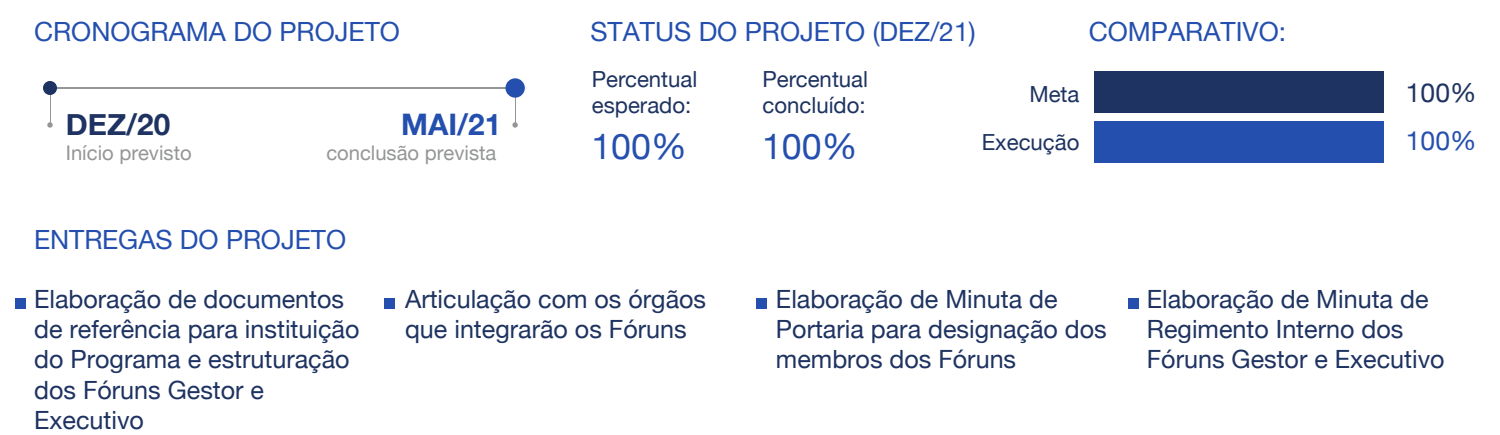 CRONOGRAMA DO PROJETO
DEZ/20
Início previsto
MAI/21
conclusão prevista
STATUS DO PROJETO (DEZ/21)
Percentual
esperado:
100%
Percentual
concluído:
100%
COMPARATIVO:
Meta
100%
Execução
100%
ENTREGAS DO PROJETO
Elaboração de documentos
de referência para instituição
do Programa e estruturação
dos Fóruns Gestor e
Executivo
Articulação com os órgãos
que integrarão os Fóruns
Elaboração de Minuta de
Portaria para designação dos
membros dos Fóruns
Elaboração de Minuta de
Regimento Interno dos
Fóruns Gestor e Executivo